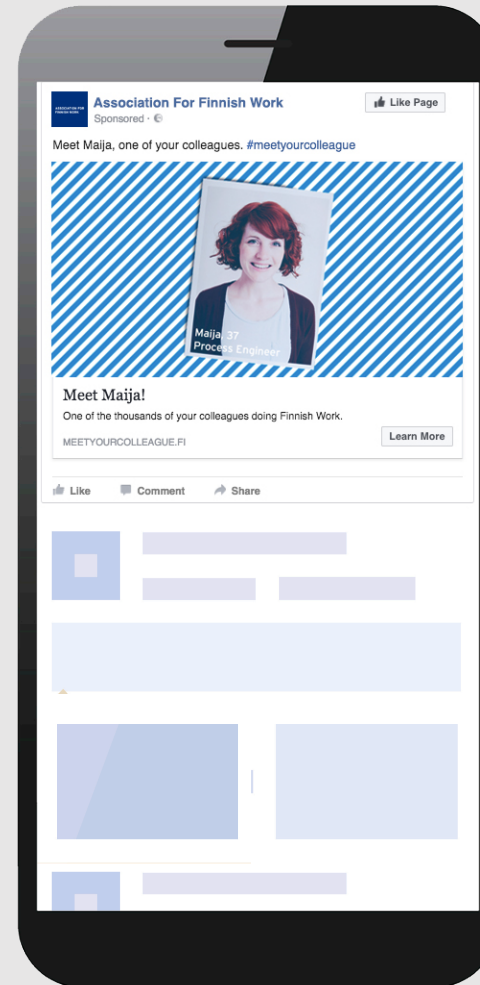 ASSOCIATION FOR
FINNISH WORK
Association For Finnish Work
Like Page
Sponsored ·
Meet Maija, one of your colleagues. #meetyourcolleague
Maija, 37
Process Engineer
Meet Maija!
One of the thousands of your colleagues doing Finnish Work.
MEETYOURCOLLEAGUE.FI
Learn More
Like Comment Share